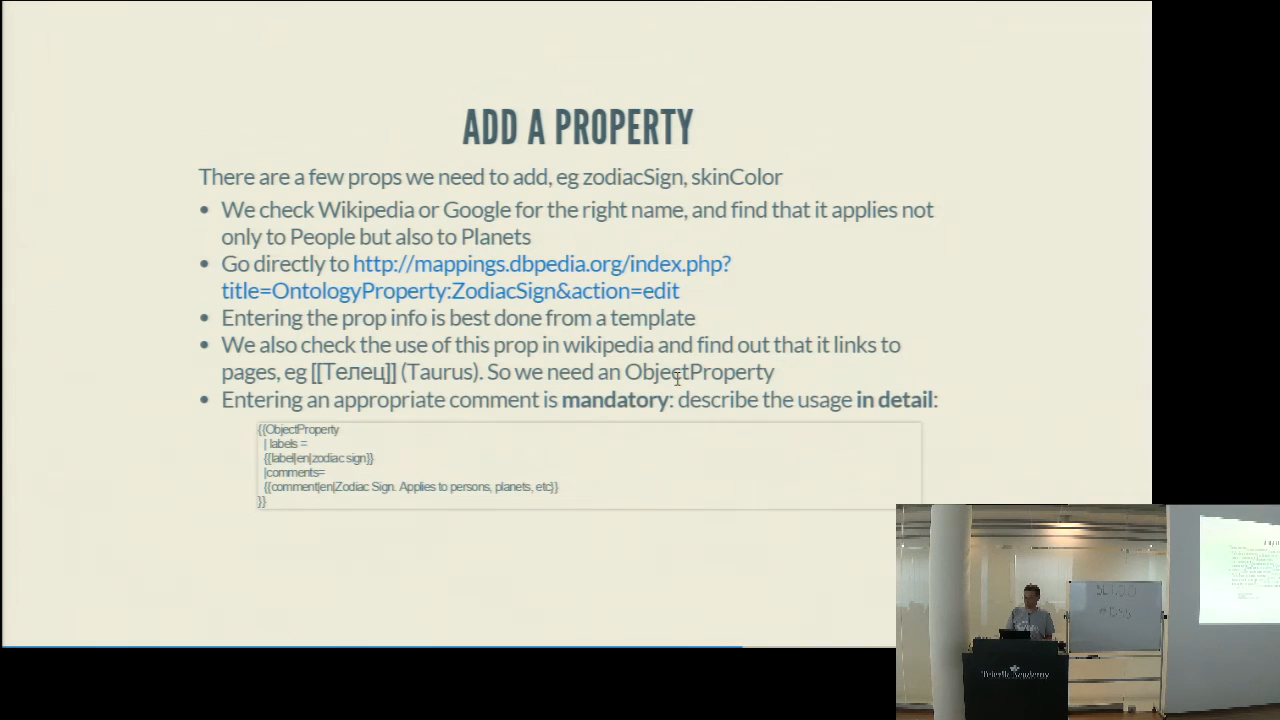 ADD A PROPERTY
There are a few props we need to add, eg zodiacSign, skinColor
• We check Wikipedia or Google for the right name, and find that it applies not
only to People but also to Planets
• Go directly to http://mappings.dbpedia.org/index.php?
title=OntologyProperty:ZodiacSign&action=edit
• Entering the prop info is best done from a template
• We also check the use of this prop in wikipedia and find out that it links to
pages, eg [[Телец]] (Taurus). So we need an ObjectProperty
• Entering an appropriate comment is mandatory: describe the usage in detail:
{{ObjectProperty
| labels =
{{label|en|zodiac sign}}
|comments=
{{comment|en|Zodiac Sign. Applies to persons, planets, etc}}
}}
Telerik Academy